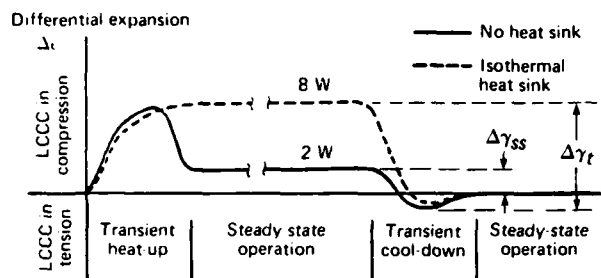 Differential expansion
Δt
No heat sink
Isothermal
heat sink
8 W
2 W
Δγss
Δγt
LCCC in
compression
LCCC in
tension
Transient
heat-up
Steady state
operation
Transient
cool-down
Steady-state
operation